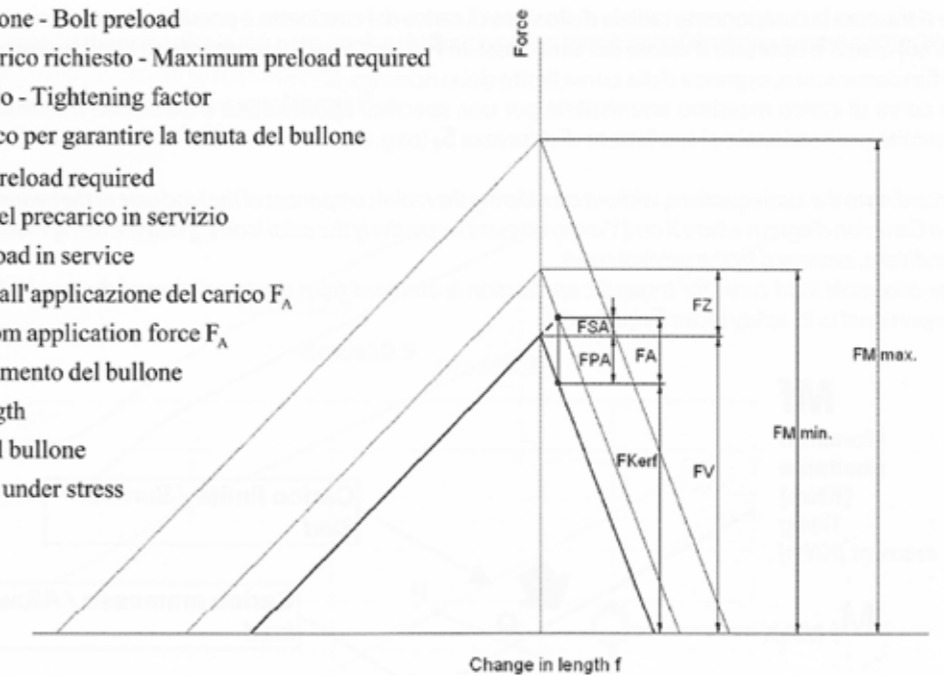 one - Bolt preload
rico richiesto - Maximum preload required
o - Tightening factor
co per garantire la tenuta del bullone
reload required
el precarico in servizio
oad in service
all'applicazione del carico F_A
om application force F_A
mento del bullone
gth
l bullone
under stress
Force
FZ
FSA
FPA
FA
FM max.
FM min.
FKerf
FV
Change in length f